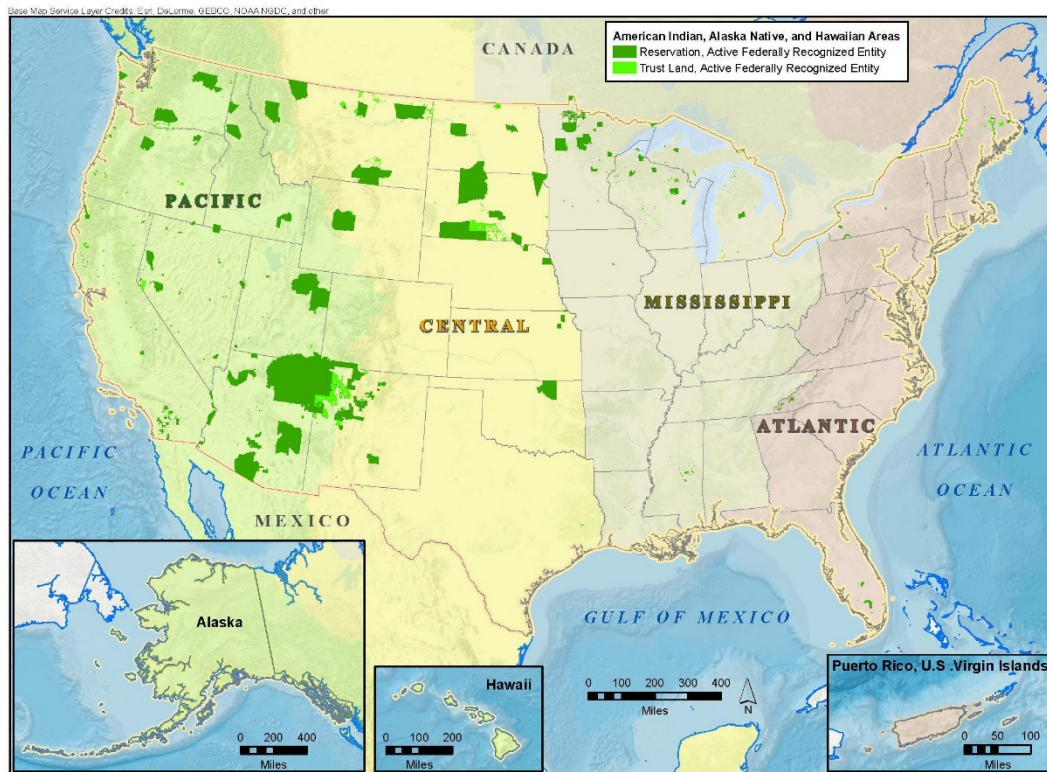 Base Map Service Layer Credits: Esri, DeLorme, GEBCO, NOAA NGDC, and other
CANADA
American Indian, Alaska Native, and Hawaiian Areas
Reservation, Active Federally Recognized Entity
Trust Land, Active Federally Recognized Entity
PACIFIC
MISSISSIPPI
CENTRAL
ATLANTIC
PACIFIC
OCEAN
ATLANTIC
OCEAN
MEXICO
GULF OF MEXICO
Alaska
0 200 400
Miles
Hawaii
0 100 200
Miles
0 100 200 300 400
Miles
N
Puerto Rico, U.S .Virgin Islands
0 50 100
Miles